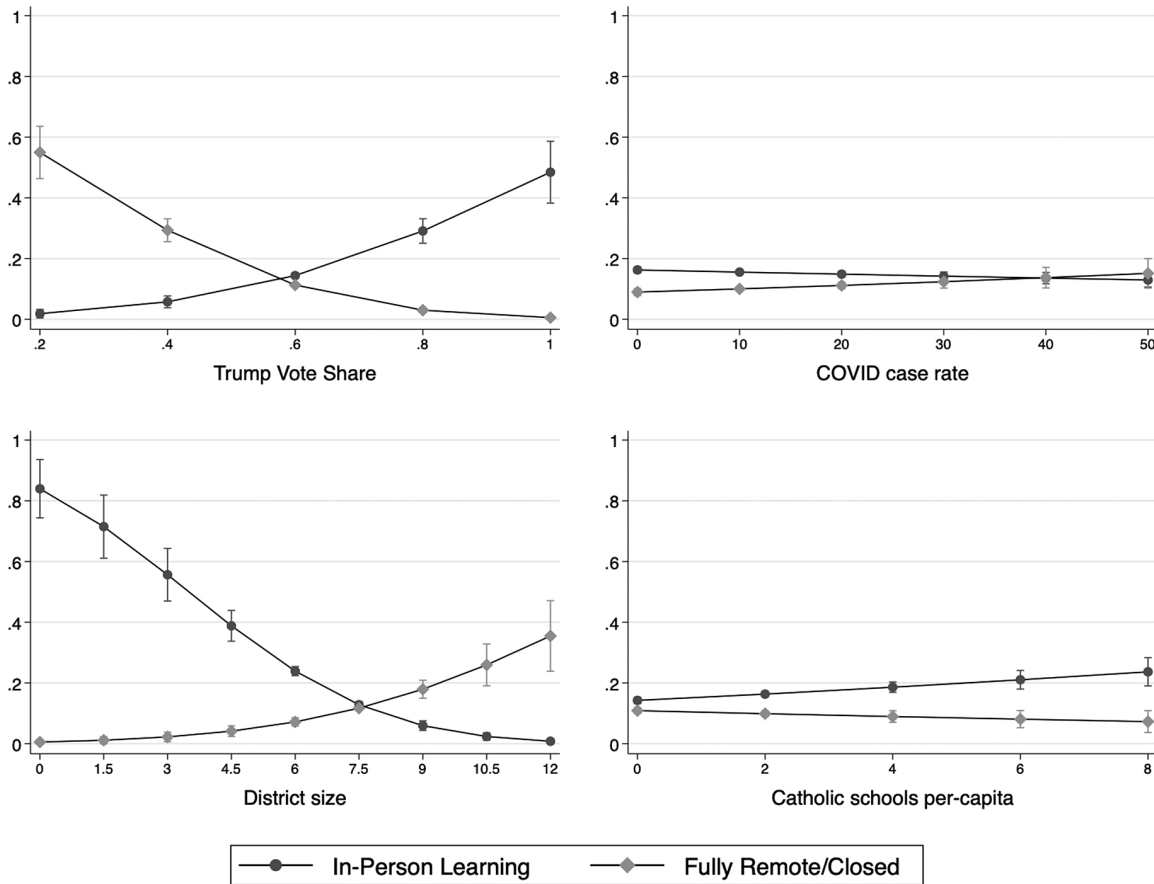 1
.8
.6
.4
.2
0
.2 .4 .6 .8 1
Trump Vote Share
1
.8
.6
.4
.2
0
0 10 20 30 40 50
COVID case rate
1
.8
.6
.4
.2
0
0 1.5 3 4.5 6 7.5 9 10.5 12
District size
1
.8
.6
.4
.2
0
0 2 4 6 8
Catholic schools per-capita
In-Person Learning Fully Remote/Closed